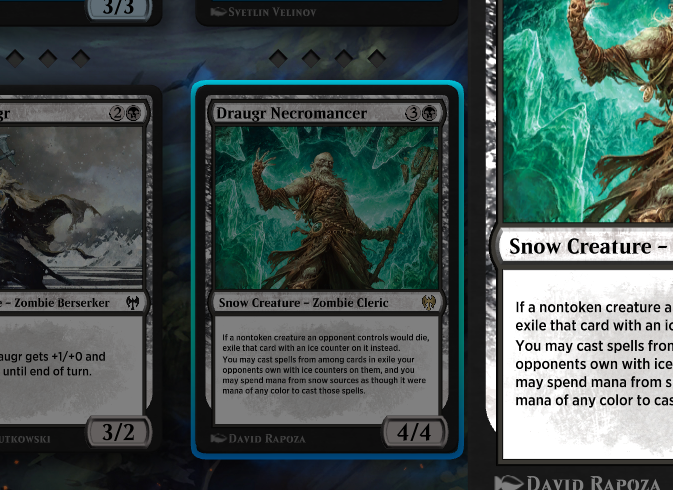 3/3
SVETLIN VELINOV
gr
2
Draugr Necromancer
3
– Zombie Berserker
Snow Creature – Zombie Cleric
augr gets +1/+0 and
until end of turn.
If a nontoken creature an opponent controls would die,
exile that card with an ice counter on it instead.
You may cast spells from among cards in exile your
opponents own with ice counters on them, and you
may spend mana from snow sources as though it were
mana of any color to cast those spells.
3/2
4/4
UTKOWSKI
DAVID RAPOZA
Snow Creature –
If a nontoken creature a
exile that card with an ic
You may cast spells from
opponents own with ice
may spend mana from s
mana of any color to cas
DAVID RAPOZA